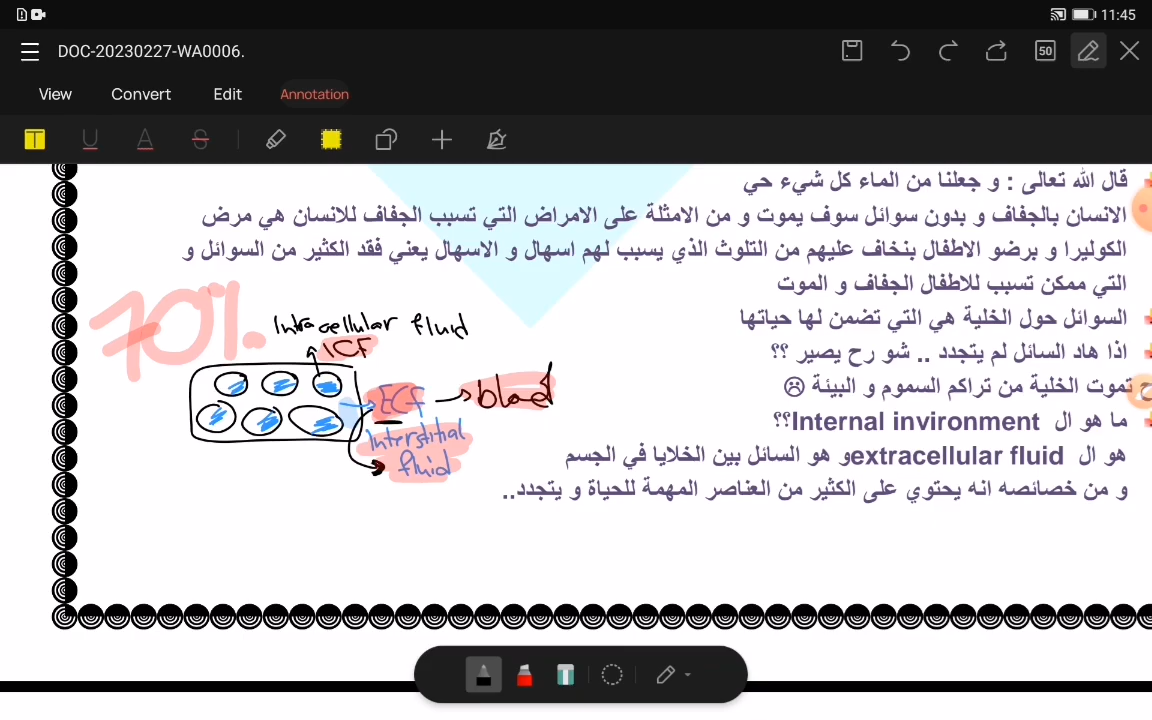 11:45
DOC-20230227-WA0006.
50
View Convert Edit Annotation
قال الله تعالى : و جعلنا من الماء كل شيء حي
الانسان بالجفاف و بدون سوائل سوف يموت و من الامثلة على الامراض التي تسبب الجفاف للانسان هي مرض
الكوليرا و برضو الاطفال بنخاف عليهم من التلوث الذي يسبب لهم اسهال و الاسهال يعني فقد الكثير من السوائل و
التي ممكن تسبب للاطفال الجفاف و الموت
السوائل حول الخلية هي التي تضمن لها حياتها
اذا هاد السائل لم يتجدد .. شو رح يصير ؟؟
ح تموت الخلية من تراكم السموم و البيئة ☹
ما هو ال Internal invironment؟؟
هو ال extracellular fluidو هو السائل بين الخلايا في الجسم
و من خصائصه انه يحتوي على الكثير من العناصر المهمة للحياة و يتجدد..
70%.
Intracellular fluid
ICF
ECF → blood
Interstitial
fluid